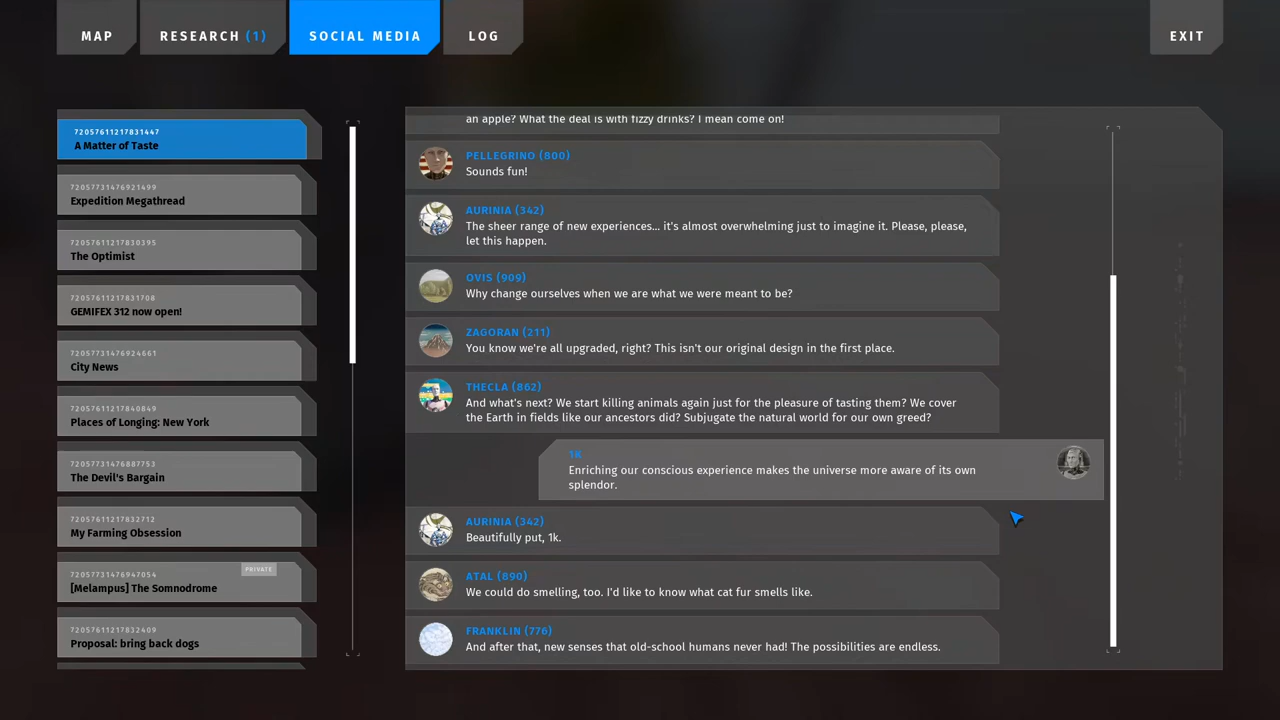 MAP
RESEARCH (1)
SOCIAL MEDIA
LOG
EXIT
72057611217831447
A Matter of Taste
72057731476921499
Expedition Megathread
72057611217830395
The Optimist
72057611217831708
GEMIFEX 312 now open!
72057731476924661
City News
72057611217840849
Places of Longing: New York
72057731476887753
The Devil's Bargain
72057611217832712
My Farming Obsession
PRIVATE
72057731476947054
[Melampus] The Somnodrome
72057611217832409
Proposal: bring back dogs
an apple? What the deal is with fizzy drinks? I mean come on!
PELLEGRINO (800)
Sounds fun!
AURINIA (342)
The sheer range of new experiences... it's almost overwhelming just to imagine it. Please, please,
let this happen.
OVIS (909)
Why change ourselves when we are what we were meant to be?
ZAGORAN (211)
You know we're all upgraded, right? This isn't our original design in the first place.
THECLA (862)
And what's next? We start killing animals again just for the pleasure of tasting them? We cover
the Earth in fields like our ancestors did? Subjugate the natural world for our own greed?
1K
Enriching our conscious experience makes the universe more aware of its own
splendor.
AURINIA (342)
Beautifully put, 1k.
ATAL (890)
We could do smelling, too. I'd like to know what cat fur smells like.
FRANKLIN (776)
And after that, new senses that old-school humans never had! The possibilities are endless.